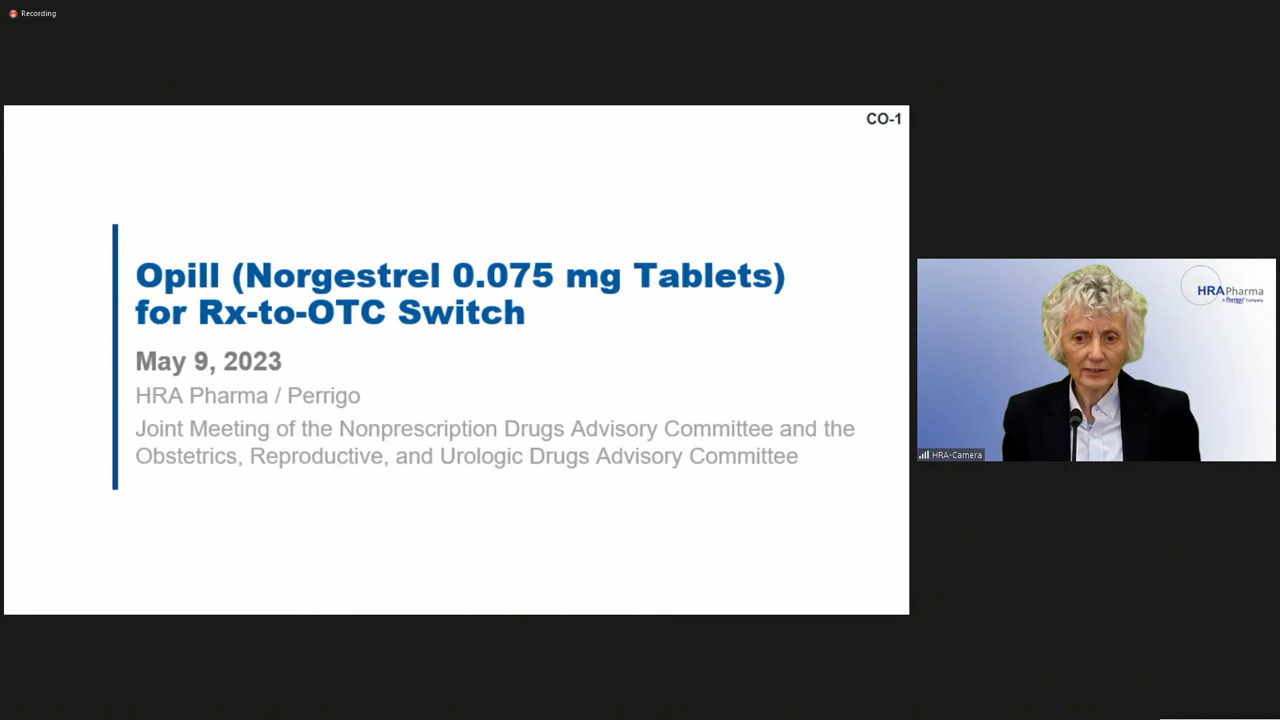 Recording
CO-1
Opill (Norgestrel 0.075 mg Tablets)
for Rx-to-OTC Switch
May 9, 2023
HRA Pharma / Perrigo
Joint Meeting of the Nonprescription Drugs Advisory Committee and the
Obstetrics, Reproductive, and Urologic Drugs Advisory Committee
HRA Pharma
A Perrigo Company
HRA-Camera